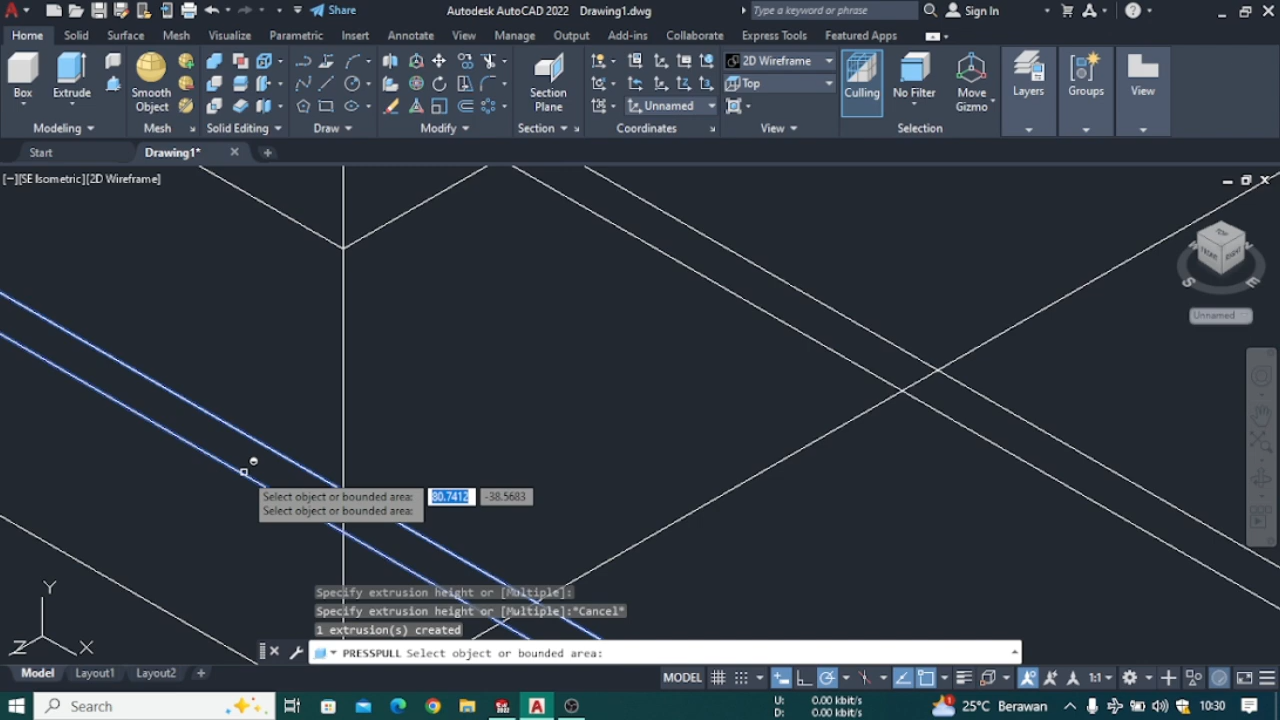 Share
Autodesk AutoCAD 2022 Drawing1.dwg
Type a keyword or phrase
Sign In
Home Solid Surface Mesh Visualize Parametric Insert Annotate View Manage Output Add-ins Collaborate Express Tools Featured Apps
2D Wireframe
Top
Unnamed
Box Extrude Smooth Object Section Plane Culling No Filter Move Gizmo Layers Groups View
Modeling Mesh Solid Editing Draw Modify Section Coordinates View Selection
Start Drawing1*
[−][SE Isometric][2D Wireframe]
TOP
FRONT RIGHT
S E
Unnamed
Select object or bounded area: 80.7412 -38.5683
Select object or bounded area:
Y
Z X
Specify extrusion height or [Multiple]:
Specify extrusion height or [Multiple]:*Cancel*
1 extrusion(s) created
PRESSPULL Select object or bounded area:
Model Layout1 Layout2
MODEL 1:1
Search
U: 0.00 kbit/s
D: 0.00 kbit/s
25°C Berawan
10:30